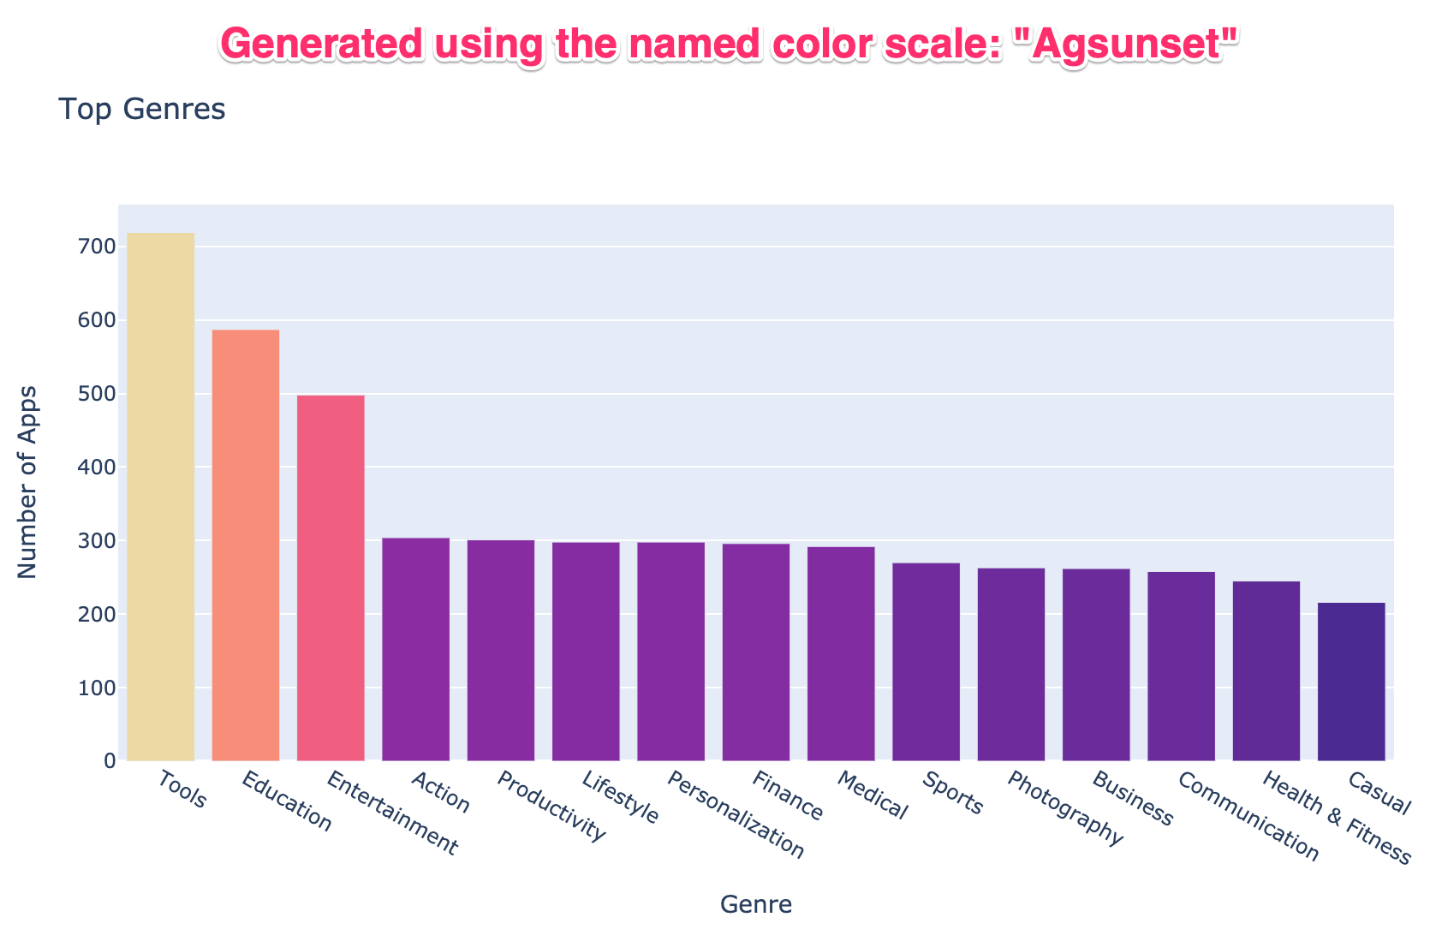 Generated using the named color scale: "Agsunset"
Top Genres
Number of Apps
700
600
500
400
300
200
100
0
Tools
Education
Entertainment
Action
Productivity
Lifestyle
Personalization
Finance
Medical
Sports
Photography
Business
Communication
Health & Fitness
Casual
Genre